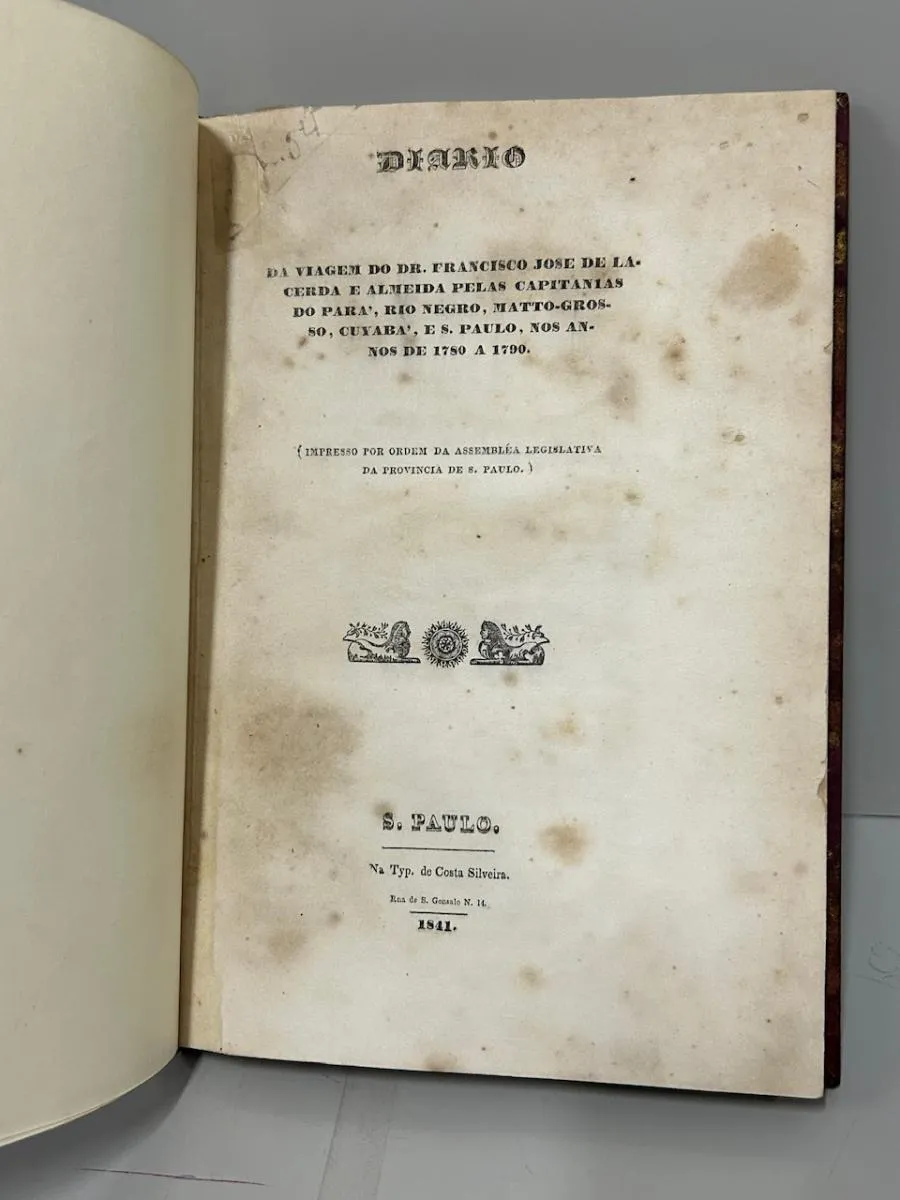 DIARIO
DA VIAGEM DO DR. FRANCISCO JOSE DE LA-
CERDA E ALMEIDA PELAS CAPITANIAS
DO PARA', RIO NEGRO, MATTO-GROS-
SO, CUYABA', E S. PAULO, NOS AN-
NOS DE 1780 A 1790.
(IMPRESSO POR ORDEM DA ASSEMBLÉA LEGISLATIVA
DA PROVINCIA DE S. PAULO.)
S. PAULO.
Na Typ. de Costa Silveira.
Rua de S. Gonsalo N. 14.
1841.